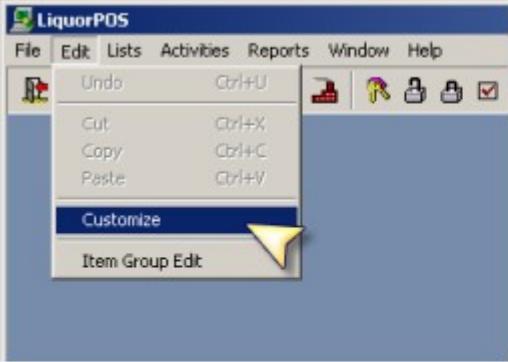 LiquorPOS
File Edit Lists Activities Reports Window Help
Undo Ctrl+U
Cut Ctrl+X
Copy Ctrl+C
Paste Ctrl+V
Customize
Item Group Edit